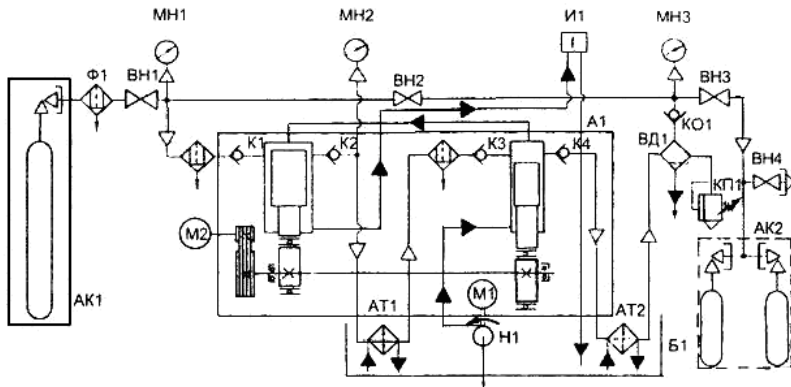 МН1
МН2
И1
МН3
Ф1
ВН1
ВН2
ВН3
А1
КО1
К1
К2
К3
К4
ВД1
ВН4
КП1
М2
АК2
АК1
АТ1
М1
АТ2
Н1
Б1